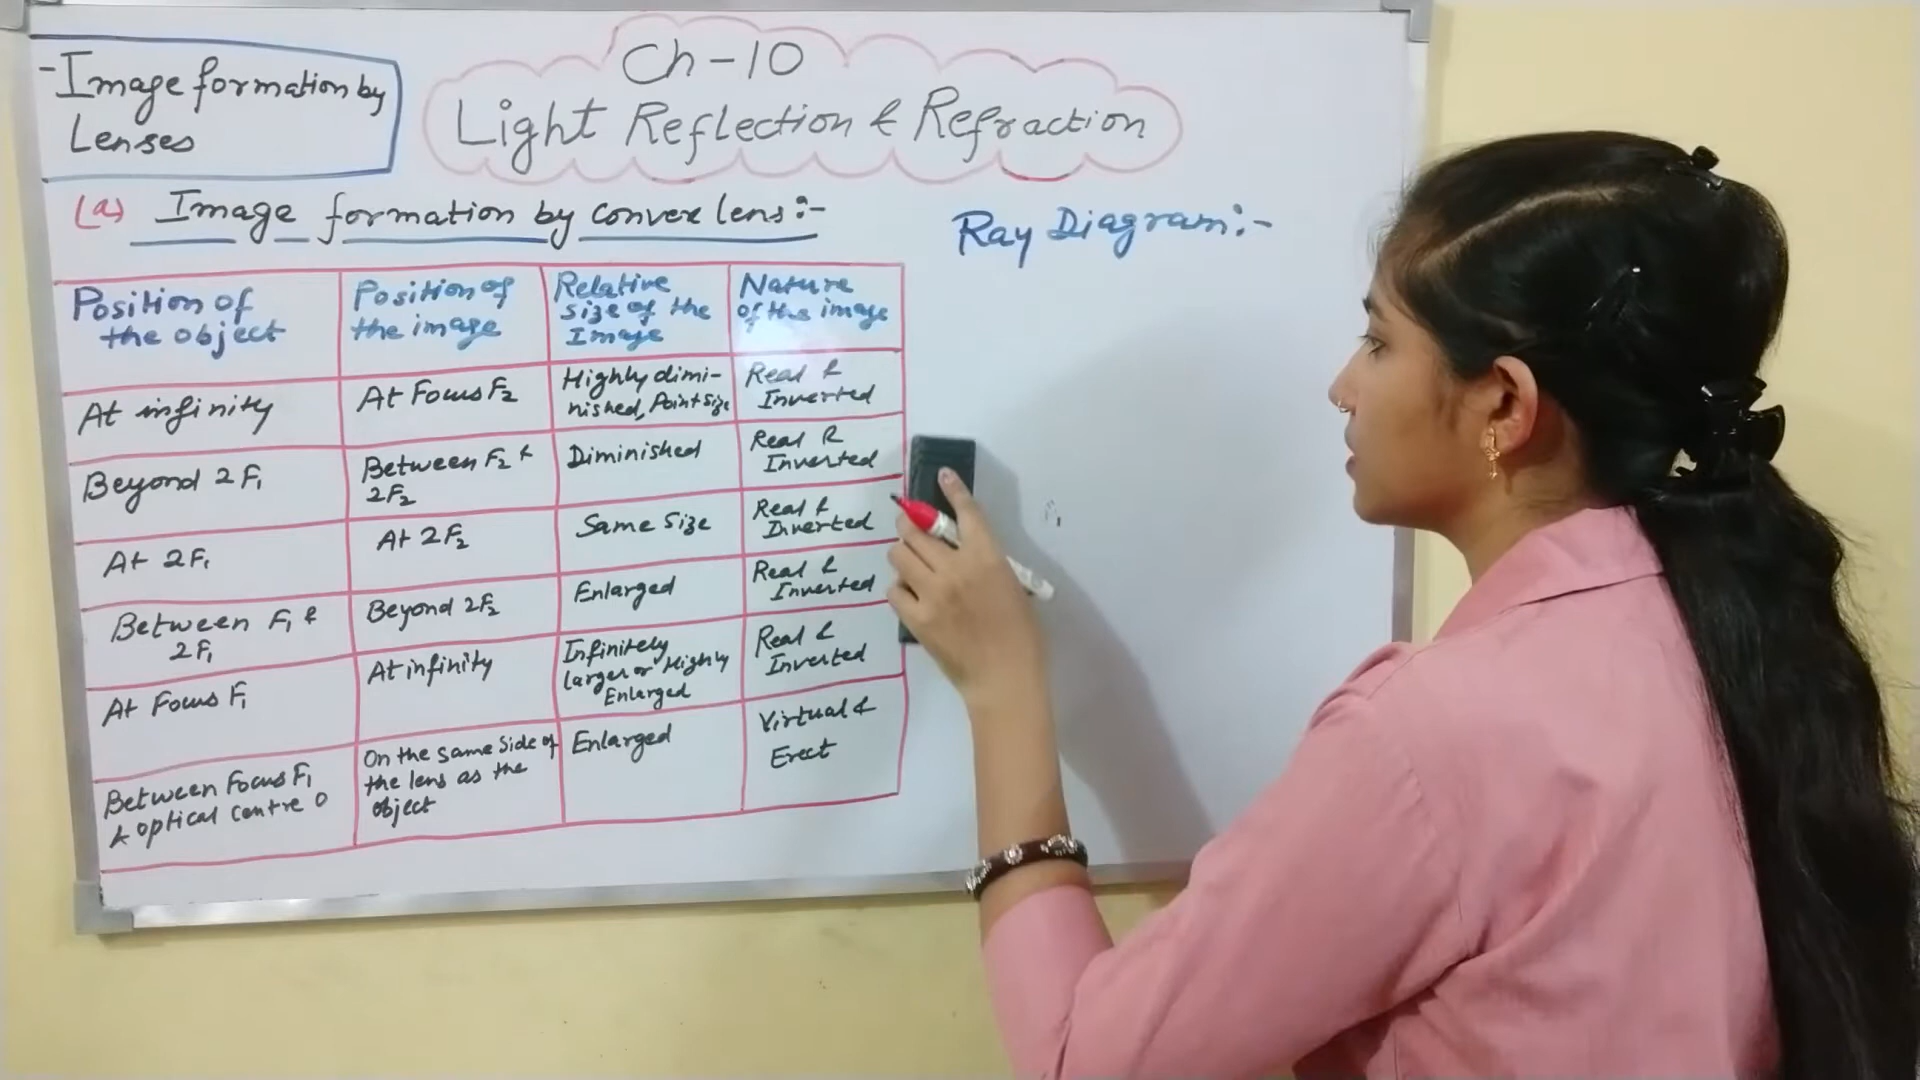 -Image formation by
Lenses
Ch-10
Light Reflection & Refraction
(a) Image formation by convex lens:-
Ray Diagram:-
Position of
the object
Position of
the image
Relative
size of the
Image
Nature
of the image
At infinity
At Focus F2
Highly dimi-
nished, Point size
Real &
Inverted
Beyond 2F1
Between F2 &
2F2
Diminished
Real &
Inverted
At 2F1
At 2F2
Same Size
Real &
Inverted
Between F1 &
2F1
Beyond 2F2
Enlarged
Real &
Inverted
At Focus F1
At infinity
Infinitely
larger or Highly
Enlarged
Real &
Inverted
Between Focus F1
& optical centre O
On the same side of
the lens as the
object
Enlarged
Virtual &
Erect